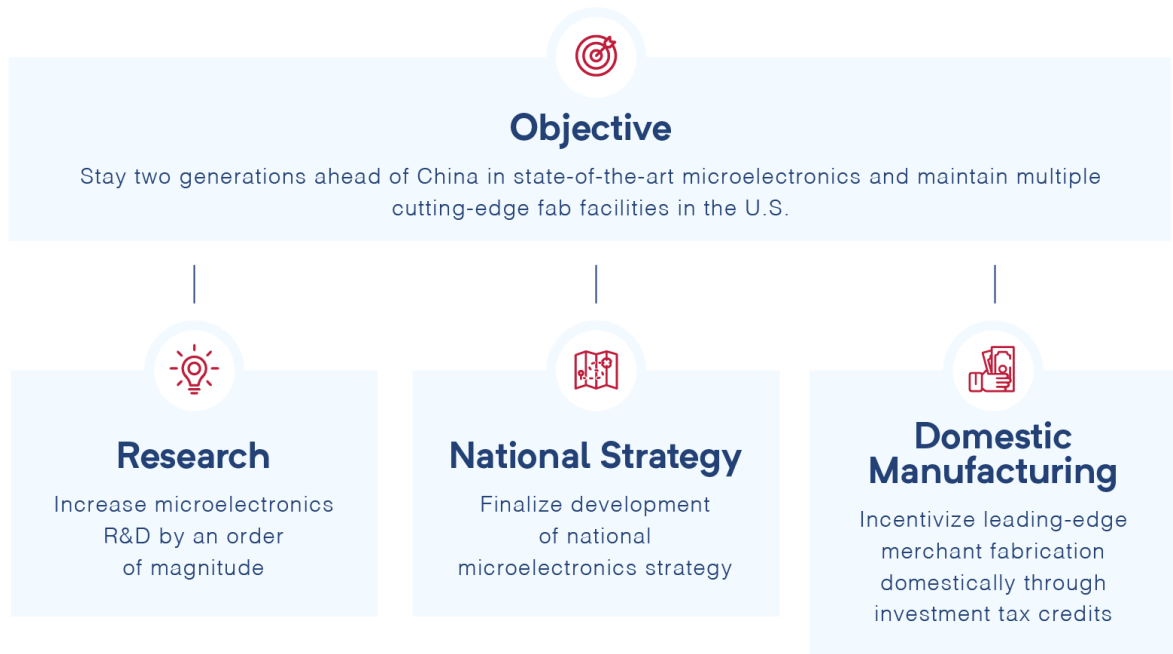 Objective
Stay two generations ahead of China in state-of-the-art microelectronics and maintain multiple
cutting-edge fab facilities in the U.S.
Research
Increase microelectronics
R&D by an order
of magnitude
National Strategy
Finalize development
of national
microelectronics strategy
Domestic
Manufacturing
Incentivize leading-edge
merchant fabrication
domestically through
investment tax credits